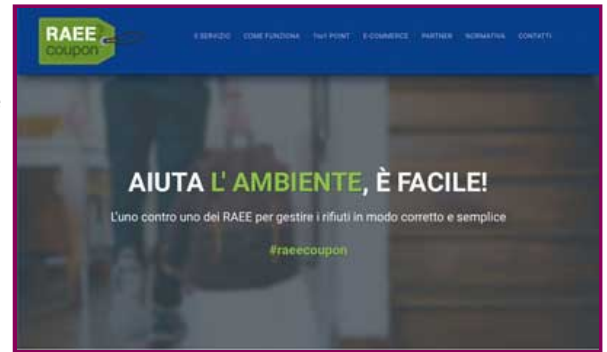 RAEE
coupon
IL SERVIZIO COME FUNZIONA 1to1 POINT E-COMMERCE PARTNER NORMATIVA CONTATTI
AIUTA L' AMBIENTE, È FACILE!
L'uno contro uno dei RAEE per gestire i rifiuti in modo corretto e semplice
#raeecoupon